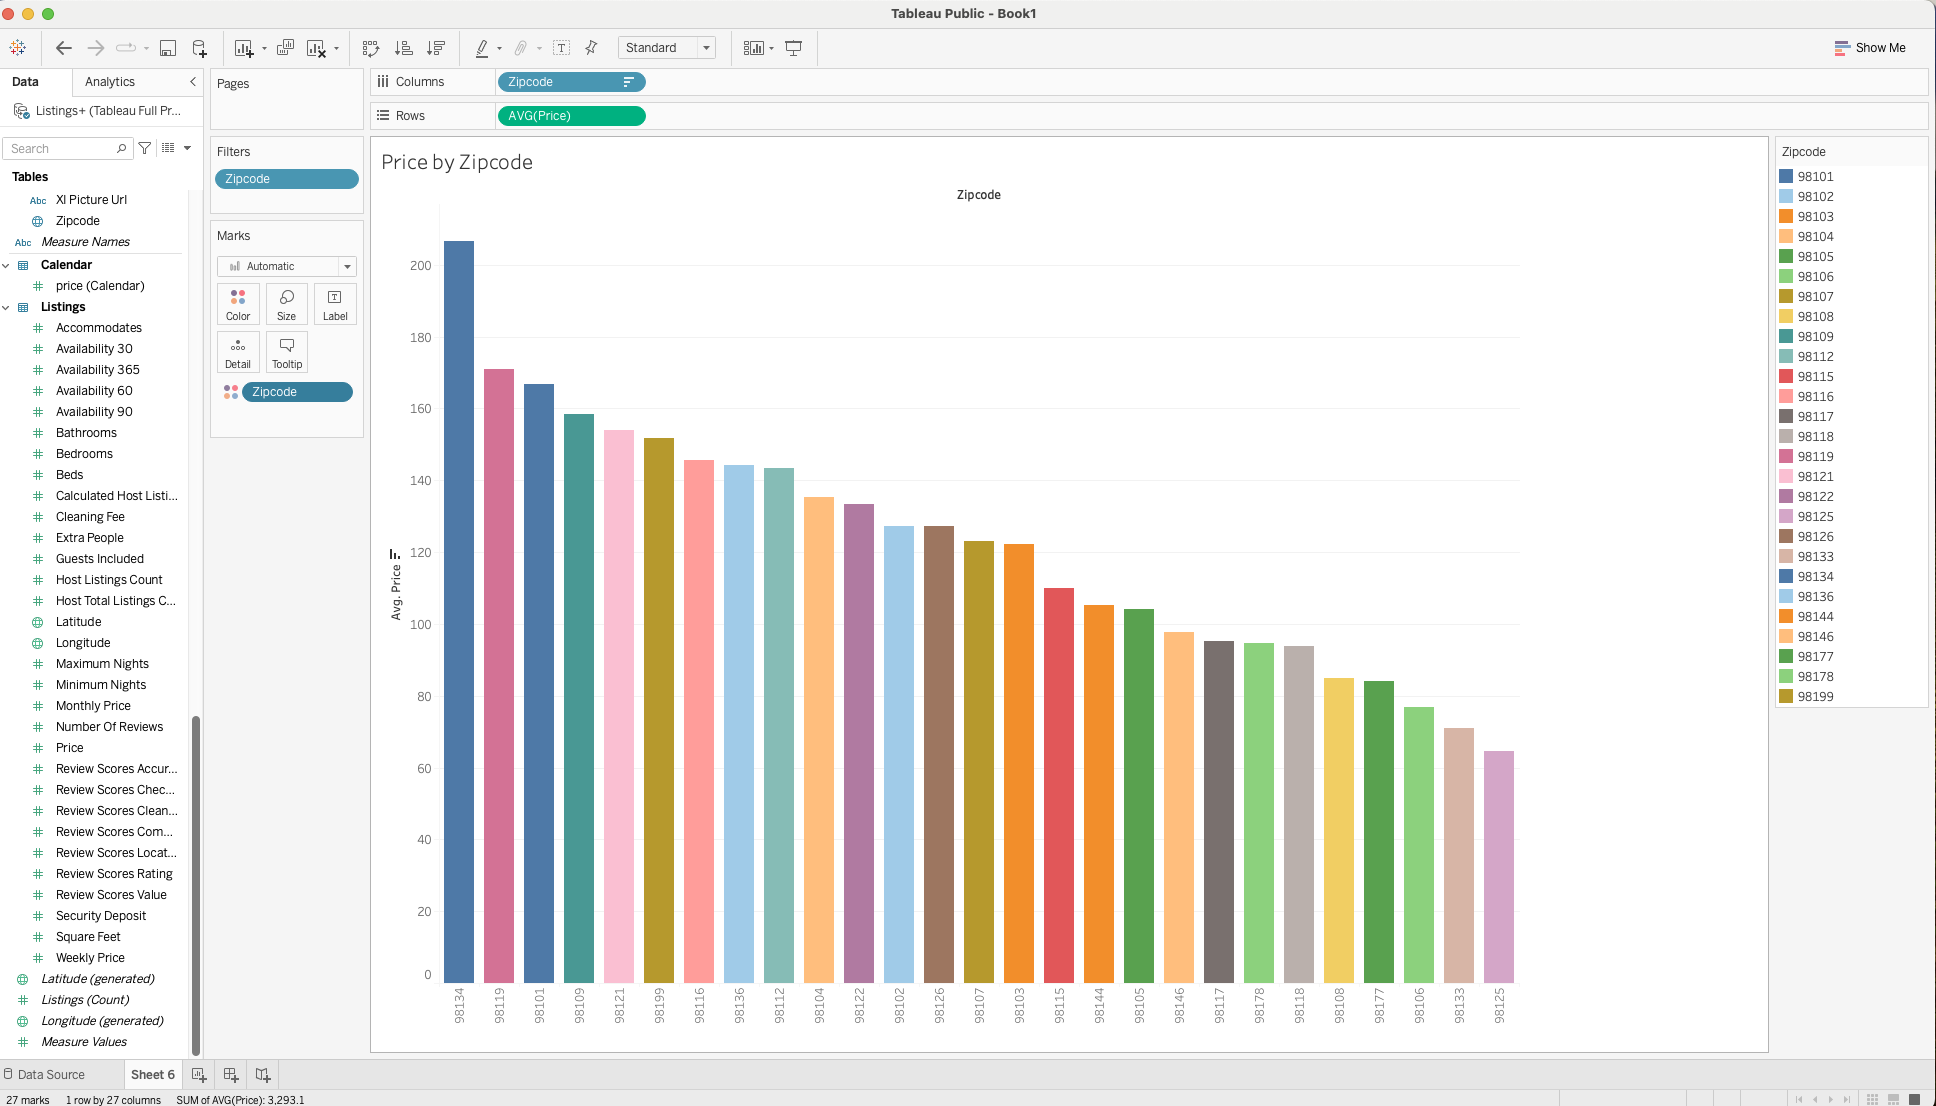 Tableau Public - Book1
Standard
Show Me
Data
Analytics
Pages
Columns
Zipcode
Listings+ (Tableau Full Pr...
Rows
AVG(Price)
Search
Filters
Zipcode
Tables
Abc XI Picture Url
Zipcode
Abc Measure Names
Calendar
price (Calendar)
Listings
Accommodates
Availability 30
Availability 365
Availability 60
Availability 90
Bathrooms
Bedrooms
Beds
Calculated Host Listi...
Cleaning Fee
Extra People
Guests Included
Host Listings Count
Host Total Listings C...
Latitude
Longitude
Maximum Nights
Minimum Nights
Monthly Price
Number Of Reviews
Price
Review Scores Accur...
Review Scores Chec...
Review Scores Clean...
Review Scores Com...
Review Scores Locat...
Review Scores Rating
Review Scores Value
Security Deposit
Square Feet
Weekly Price
Latitude (generated)
Listings (Count)
Longitude (generated)
Measure Values
Marks
Automatic
Color
Size
T
Label
Detail
Tooltip
Zipcode
Price by Zipcode
Zipcode
Avg. Price
200
180
160
140
120
100
80
60
40
20
0
98134
98119
98101
98109
98121
98199
98116
98136
98112
98104
98122
98102
98126
98107
98103
98115
98144
98105
98146
98117
98178
98118
98108
98177
98106
98133
98125
Zipcode
98101
98102
98103
98104
98105
98106
98107
98108
98109
98112
98115
98116
98117
98118
98119
98121
98122
98125
98126
98133
98134
98136
98144
98146
98177
98178
98199
Data Source
Sheet 6
27 marks
1 row by 27 columns
SUM of AVG(Price): 3,293.1